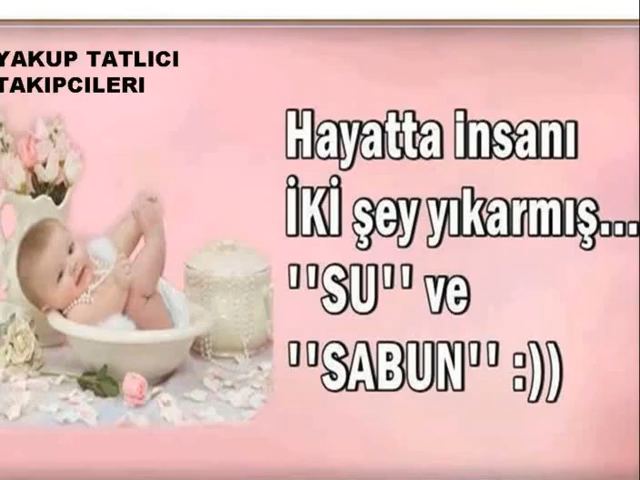 YAKUP TATLICI
TAKIPCILERI
Hayatta insanı
İKİ şey yıkarmış...
''SU'' ve
''SABUN'' :))